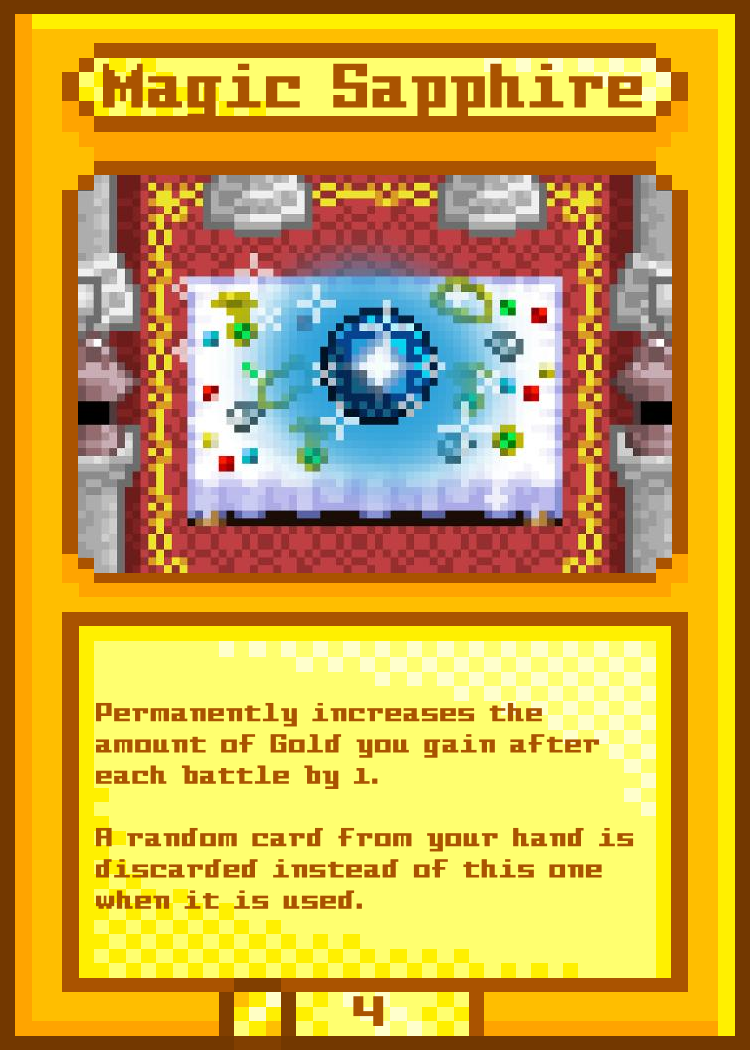 Magic Sapphire
Permanently increases the
amount of Gold you gain after
each battle by 1.
A random card from your hand is
discarded instead of this one
when it is used.
4